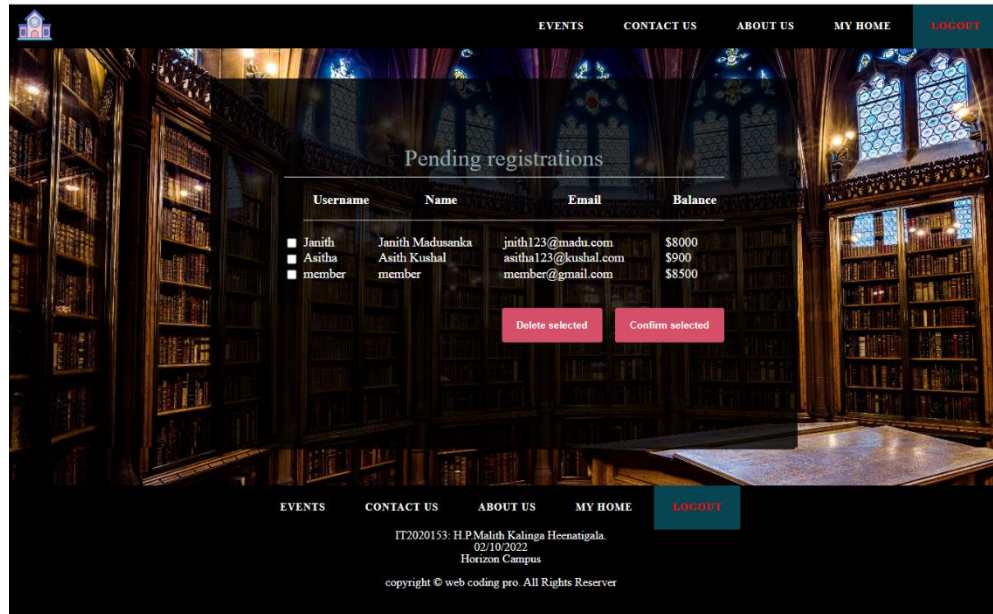 EVENTS CONTACT US ABOUT US MY HOME LOGOUT
Pending registrations
Username Name Email Balance
Janith Janith Madusanka jnith123@madu.com $8000
Asitha Asith Kushal asitha123@kushal.com $900
member member member@gmail.com $8500
Delete selected Confirm selected
EVENTS CONTACT US ABOUT US MY HOME LOGOUT
IT2020153: H.P.Malith Kalinga Heenatigala.
02/10/2022
Horizon Campus
copyright © web coding pro. All Rights Reserver